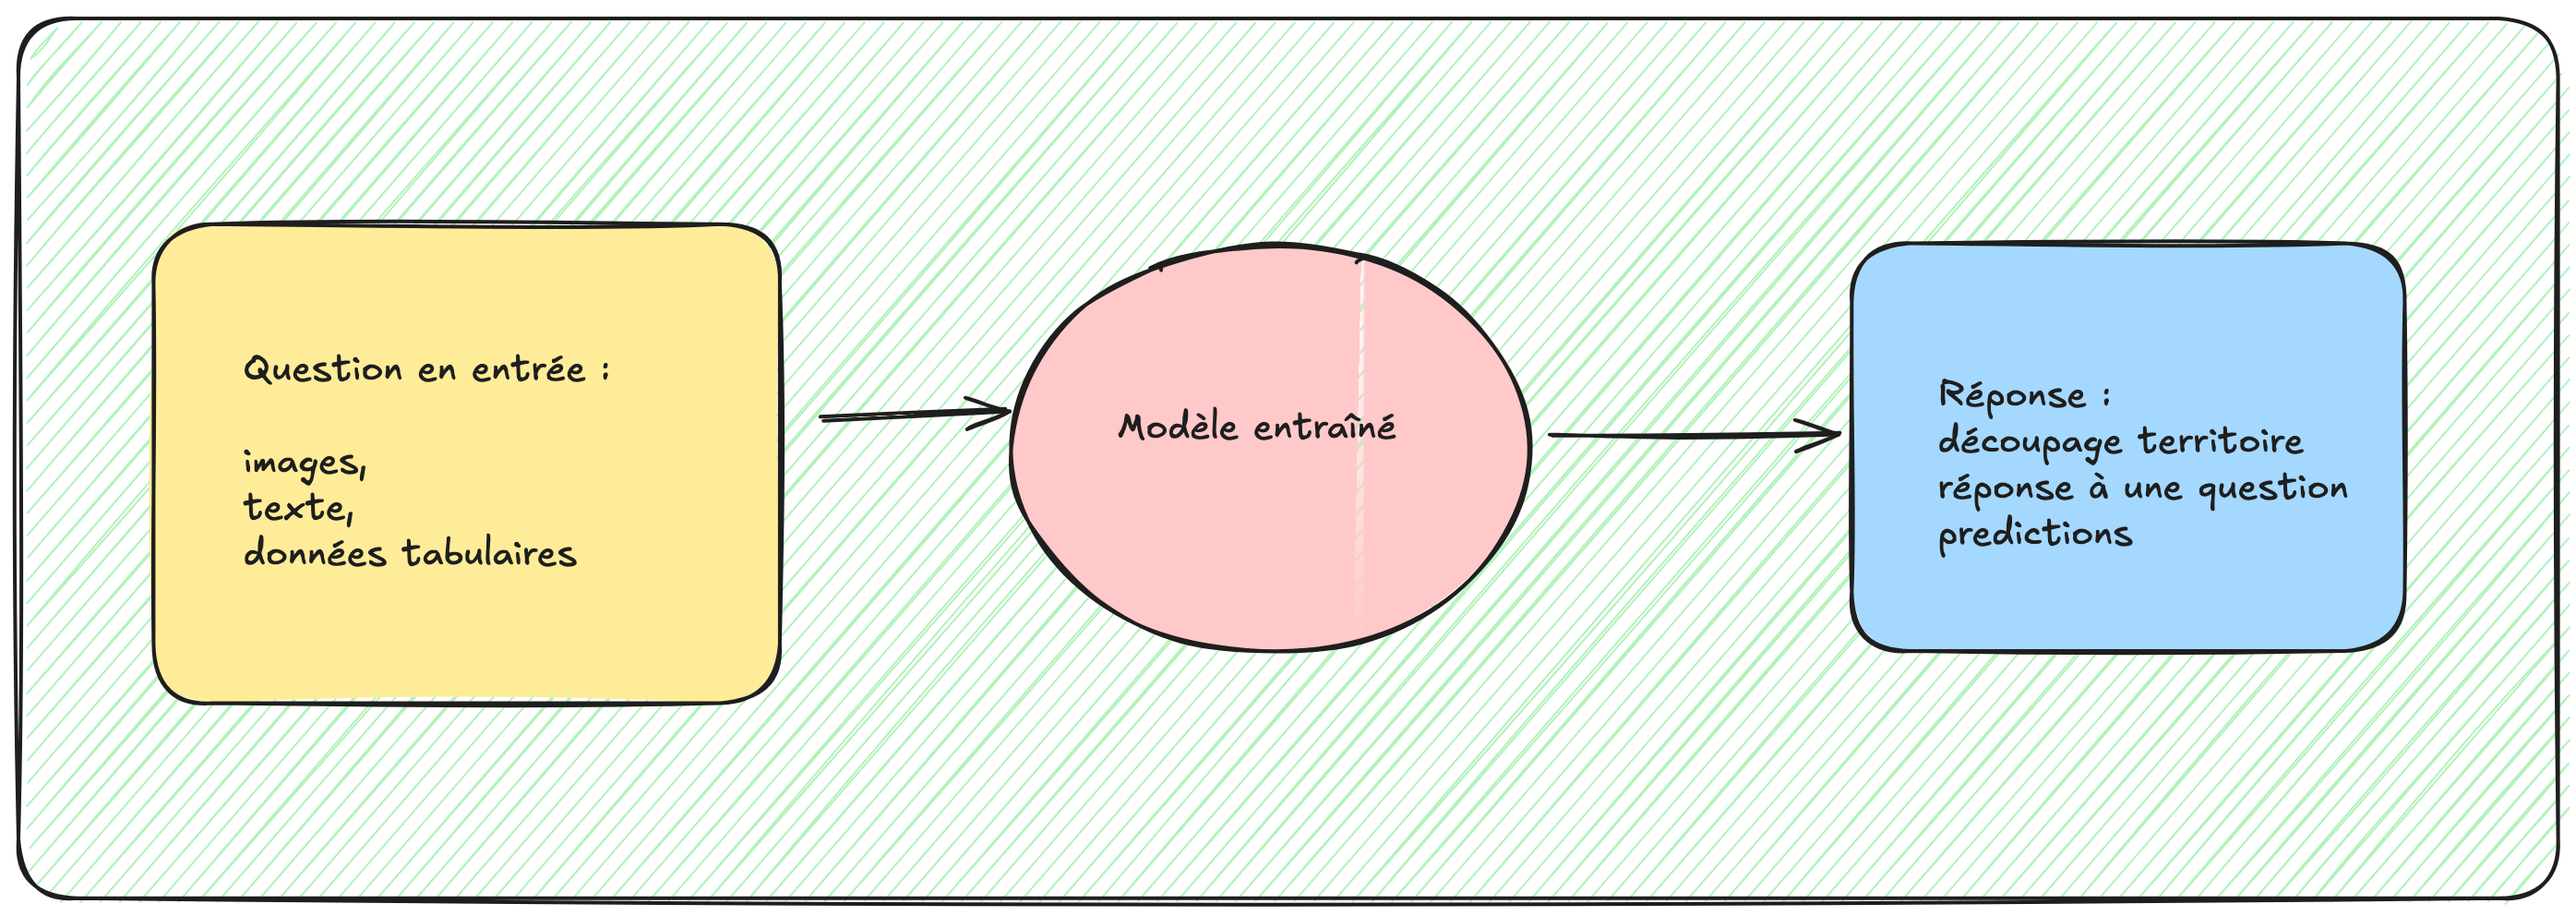 Question en entrée :
images,
texte,
données tabulaires
Modèle entraîné
Réponse :
découpage territoire
réponse à une question
predictions